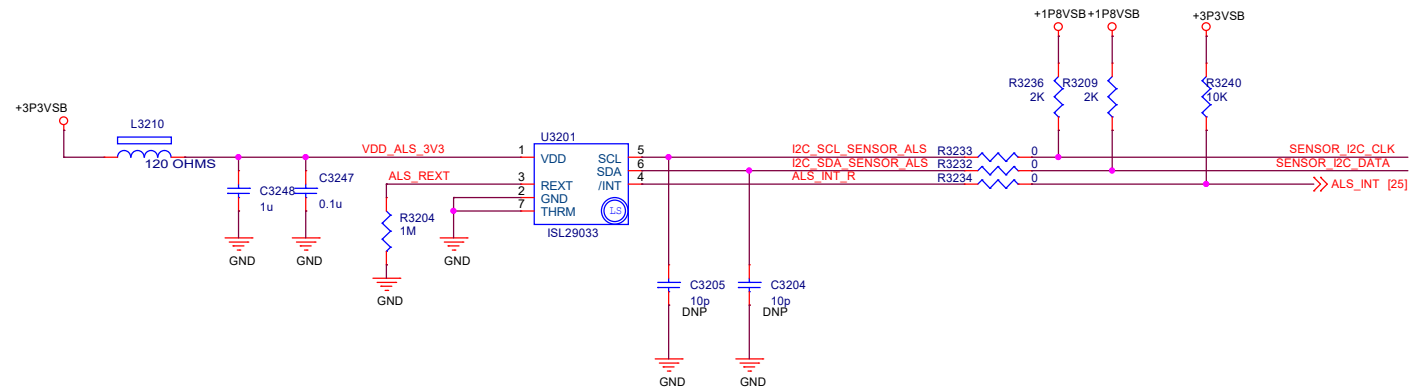 +1P8VSB +1P8VSB +3P3VSB
R3236 R3209 R3240
2K 2K 10K
+3P3VSB
L3210
120 OHMS
VDD_ALS_3V3
U3201
1 VDD SCL 5
I2C_SCL_SENSOR_ALS R3233 0 SENSOR_I2C_CLK
SDA 6
I2C_SDA_SENSOR_ALS R3232 0 SENSOR_I2C_DATA
ALS_REXT 3 REXT /INT 4
ALS_INT_R R3234 0 ALS_INT [25]
2 GND
7 THRM
LS
ISL29033
C3248
1u
C3247
0.1u
R3204
1M
GND GND GND
GND
C3205
10p
DNP
C3204
10p
DNP
GND GND